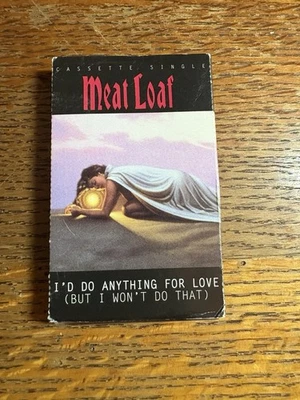 CASSETTE SINGLE
Meat Loaf
I'D DO ANYTHING FOR LOVE
(BUT I WON'T DO THAT)